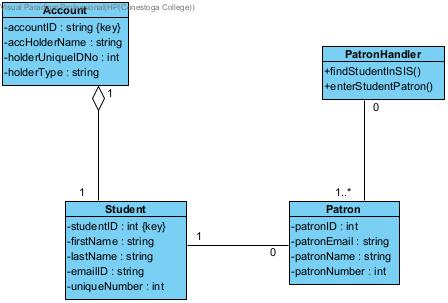 Visual Paradigm Professional(HP(Conestoga College))
Account
-accountID : string {key}
-accHolderName : string
-holderUniqueIDNo : int
-holderType : string
1
1
PatronHandler
+findStudentInSIS()
+enterStudentPatron()
0
1..*
Student
-studentID : int {key}
-firstName : string
-lastName : string
-emailID : string
-uniqueNumber : int
1
0
Patron
-patronID : int
-patronEmail : string
-patronName : string
-patronNumber : int